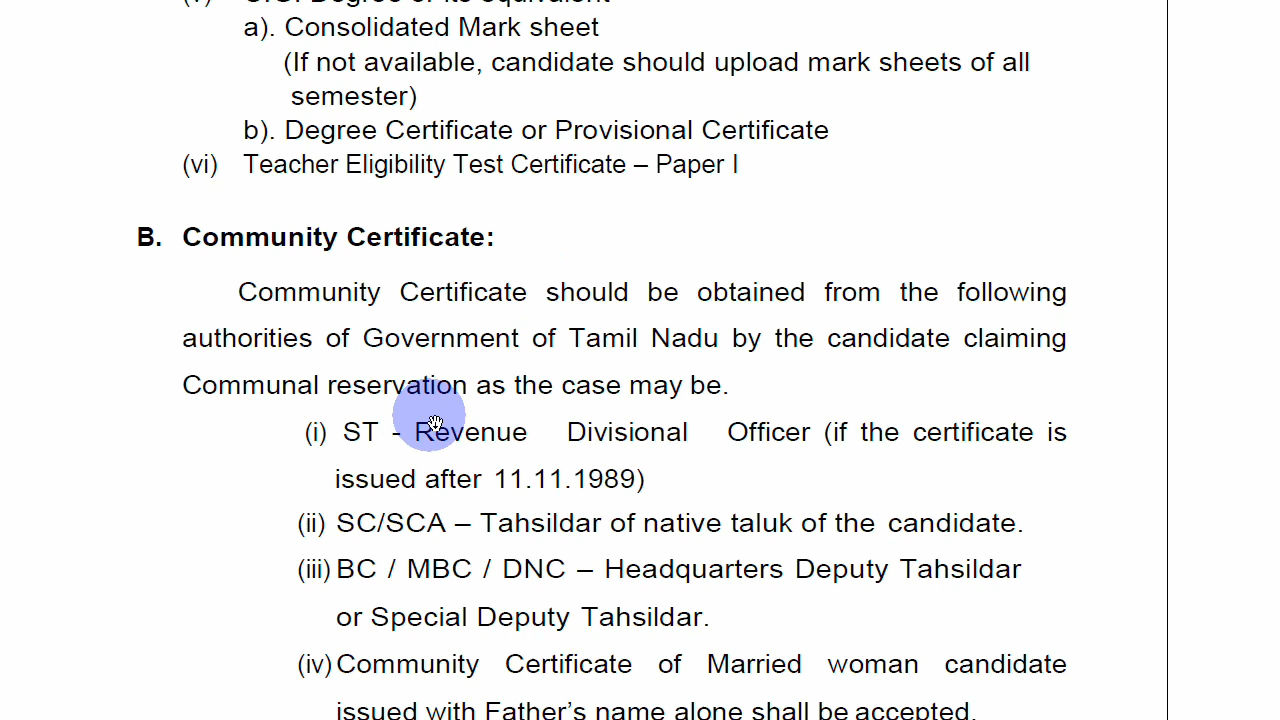 (v) U.G. Degree or its equivalent
a). Consolidated Mark sheet
(If not available, candidate should upload mark sheets of all
semester)
b). Degree Certificate or Provisional Certificate
(vi) Teacher Eligibility Test Certificate – Paper I
B. Community Certificate:
Community Certificate should be obtained from the following
authorities of Government of Tamil Nadu by the candidate claiming
Communal reservation as the case may be.
(i) ST - Revenue Divisional Officer (if the certificate is
issued after 11.11.1989)
(ii) SC/SCA – Tahsildar of native taluk of the candidate.
(iii) BC / MBC / DNC – Headquarters Deputy Tahsildar
or Special Deputy Tahsildar.
(iv) Community Certificate of Married woman candidate
issued with Father's name alone shall be accepted.